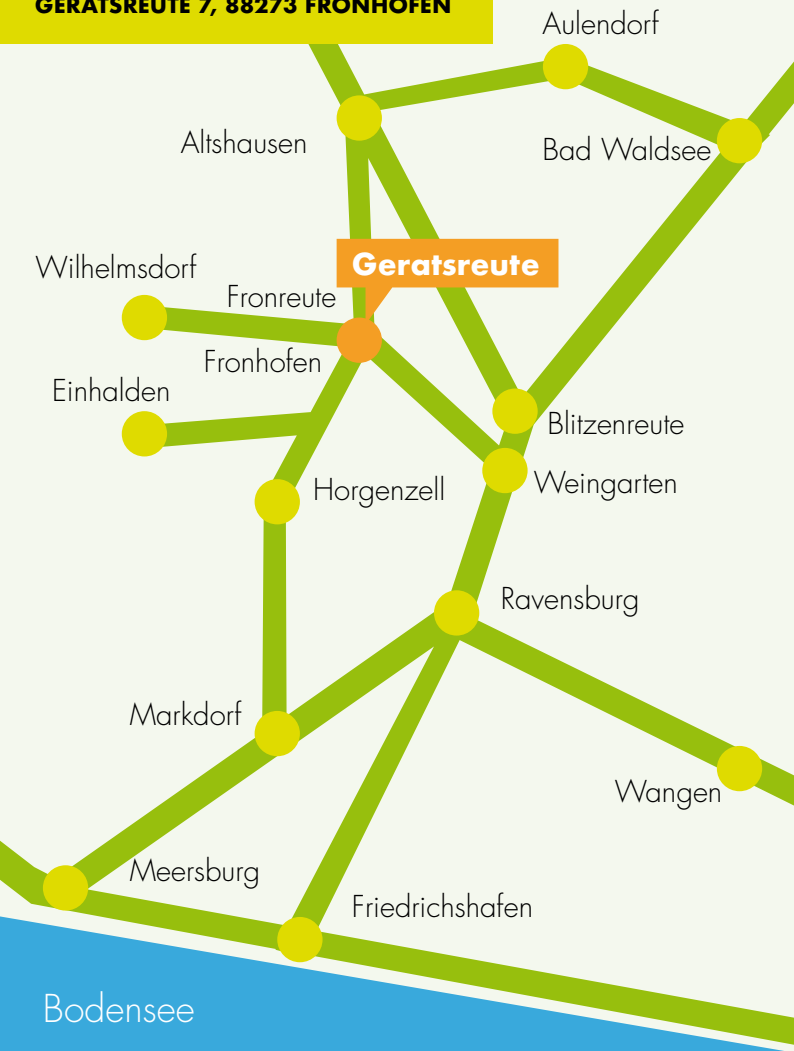 GERATSREUTE 7, 88273 FRONHOFEN
Aulendorf
Altshausen
Bad Waldsee
Wilhelmsdorf
Geratsreute
Fronreute
Fronhofen
Einhalden
Blitzenreute
Horgenzell
Weingarten
Ravensburg
Markdorf
Wangen
Meersburg
Friedrichshafen
Bodensee